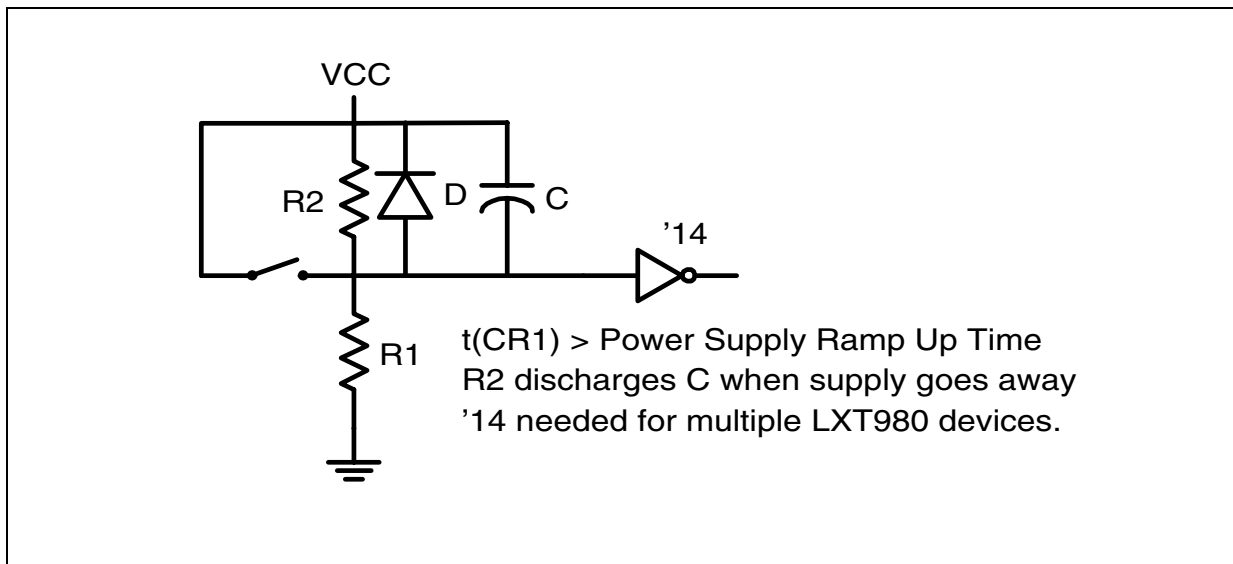 VCC
R2
D
C
’14
R1
t(CR1) > Power Supply Ramp Up Time
R2 discharges C when supply goes away
’14 needed for multiple LXT980 devices.